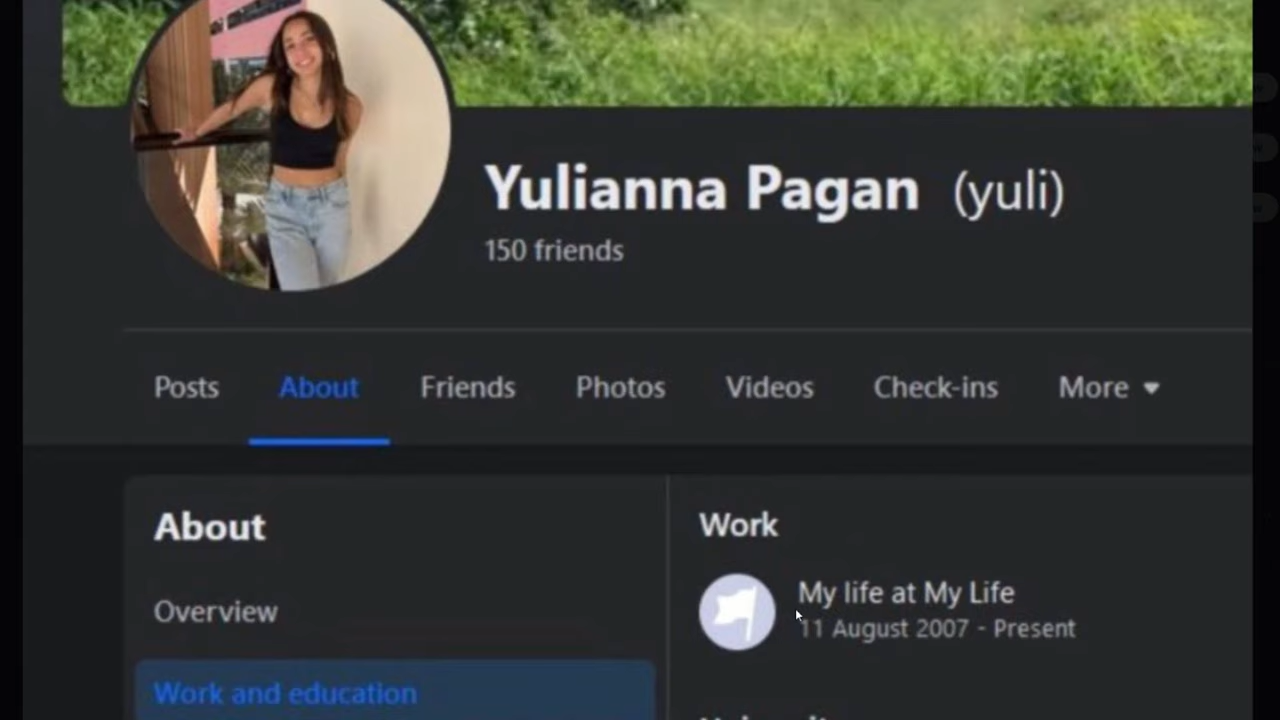 Yulianna Pagan (yuli)
150 friends
Posts About Friends Photos Videos Check-ins More
About
Overview
Work and education
Work
My life at My Life
11 August 2007 - Present